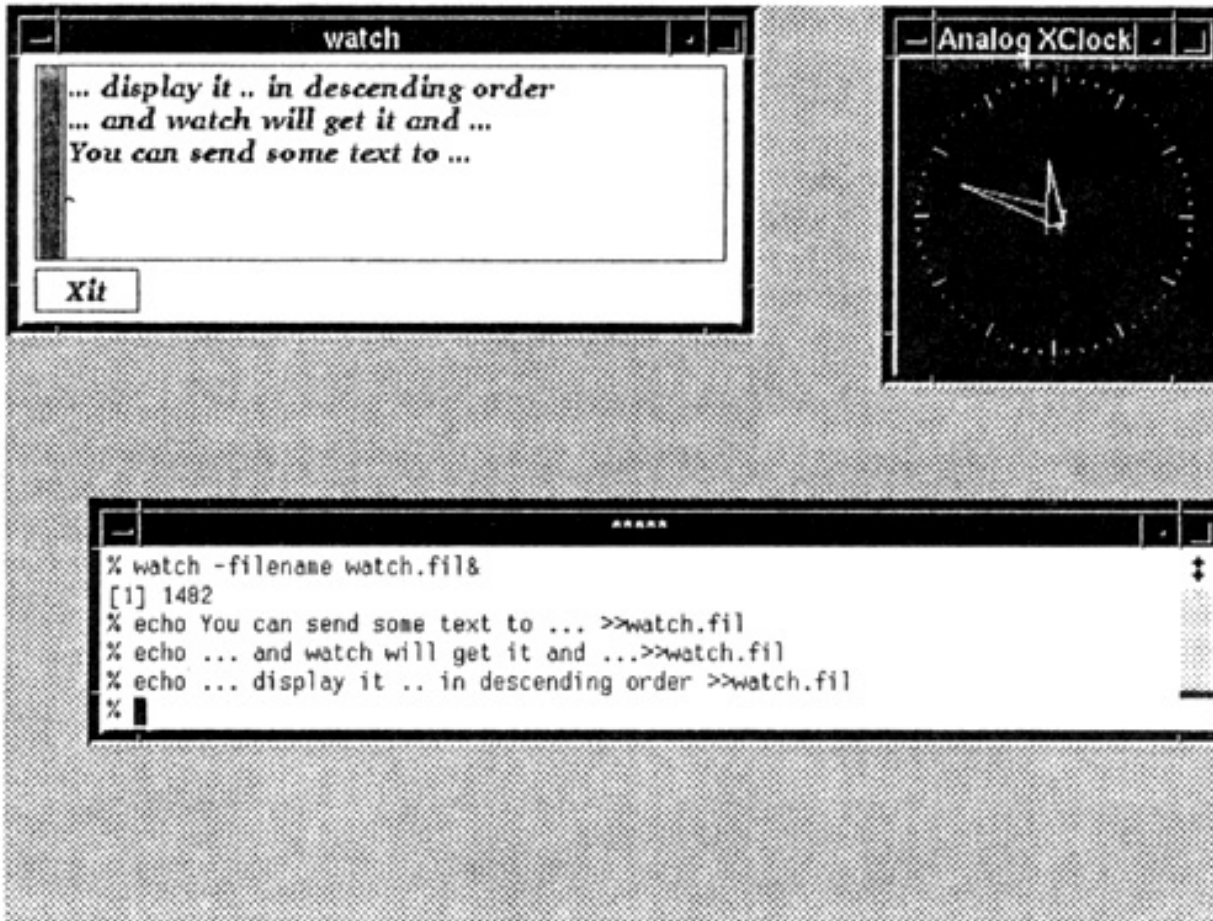 watch
... display it .. in descending order
... and watch will get it and ...
You can send some text to ...
Xit
Analog XClock
*****
% watch -filename watch.fil&
[1] 1482
% echo You can send some text to ... >>watch.fil
% echo ... and watch will get it and ...>>watch.fil
% echo ... display it .. in descending order >>watch.fil
%